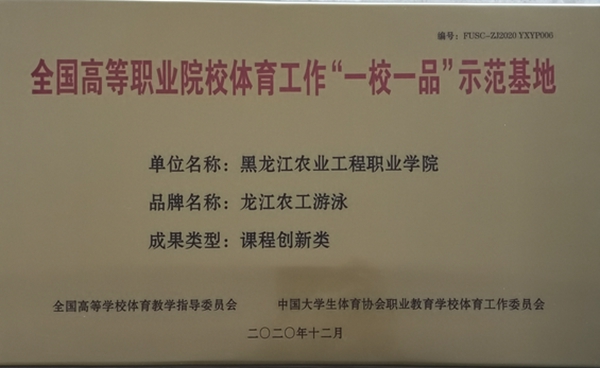 编号：FUSC-ZJ2020 YXYP006
全国高等职业院校体育工作“一校一品”示范基地
单位名称：黑龙江农业工程职业学院
品牌名称：龙江农工游泳
成果类型：课程创新类
全国高等学校体育教学指导委员会 中国大学生体育协会职业教育学校体育工作委员会
二〇二〇年十二月